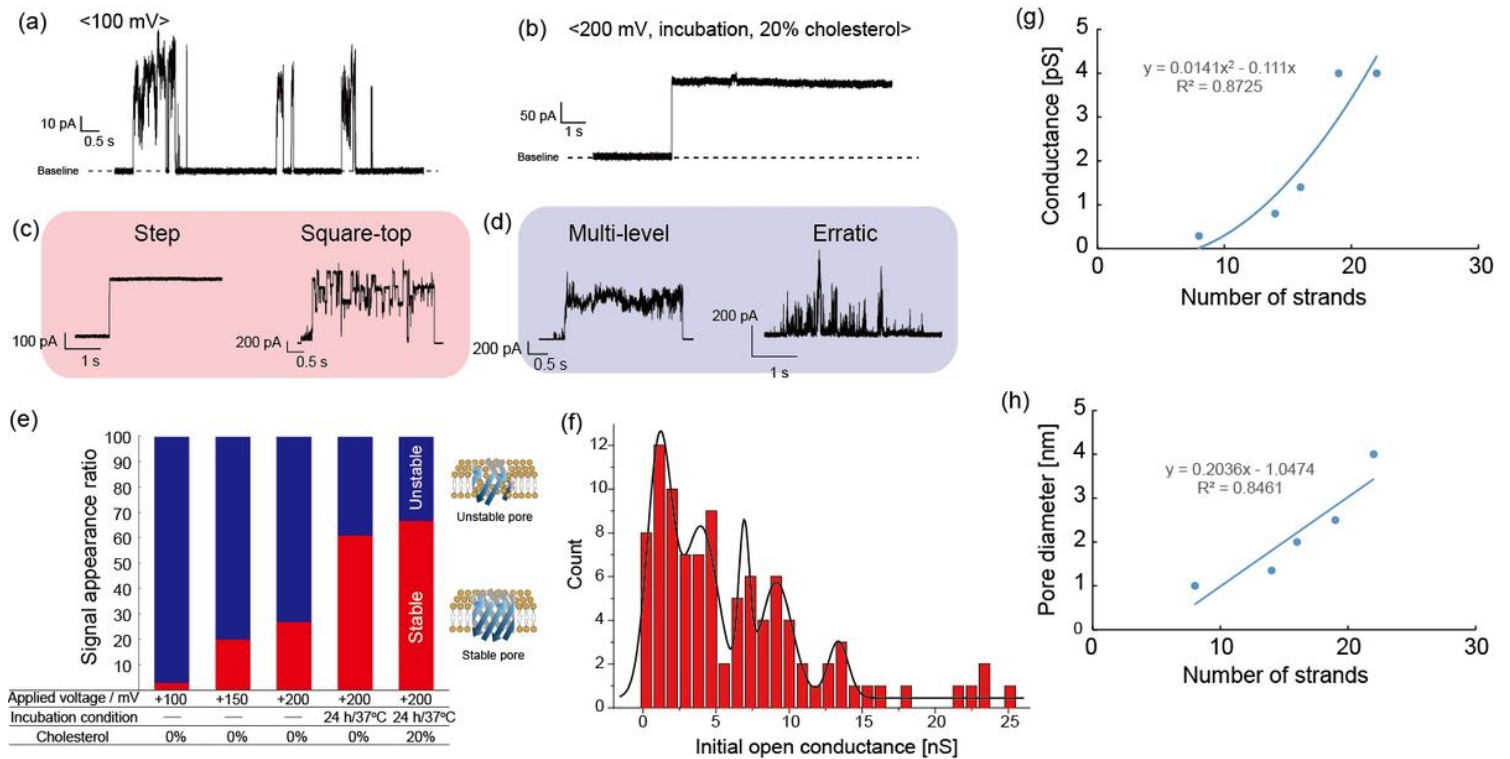 (a)
<100 mV>
10 pA
0.5 s
Baseline
(b)
<200 mV, incubation, 20% cholesterol>
50 pA
1 s
Baseline
(c)
Step
Square-top
100 pA
1 s
200 pA
0.5 s
(d)
Multi-level
Erratic
200 pA
0.5 s
200 pA
1 s
(e)
Signal appearance ratio
100
90
80
70
60
50
40
30
20
10
Unstable
Stable
Unstable pore
Stable pore
Applied voltage / mV +100 +150 +200 +200 +200
Incubation condition — — — 24 h/37ºC 24 h/37ºC
Cholesterol 0% 0% 0% 0% 20%
(f)
Count
12
10
8
6
4
2
0
0 5 10 15 20 25
Initial open conductance [nS]
(g)
Conductance [pS]
5
4
3
2
1
0
y = 0.0141x² - 0.111x
R² = 0.8725
0 10 20 30
Number of strands
(h)
Pore diameter [nm]
5
4
3
2
1
0
y = 0.2036x - 1.0474
R² = 0.8461
0 10 20 30
Number of strands